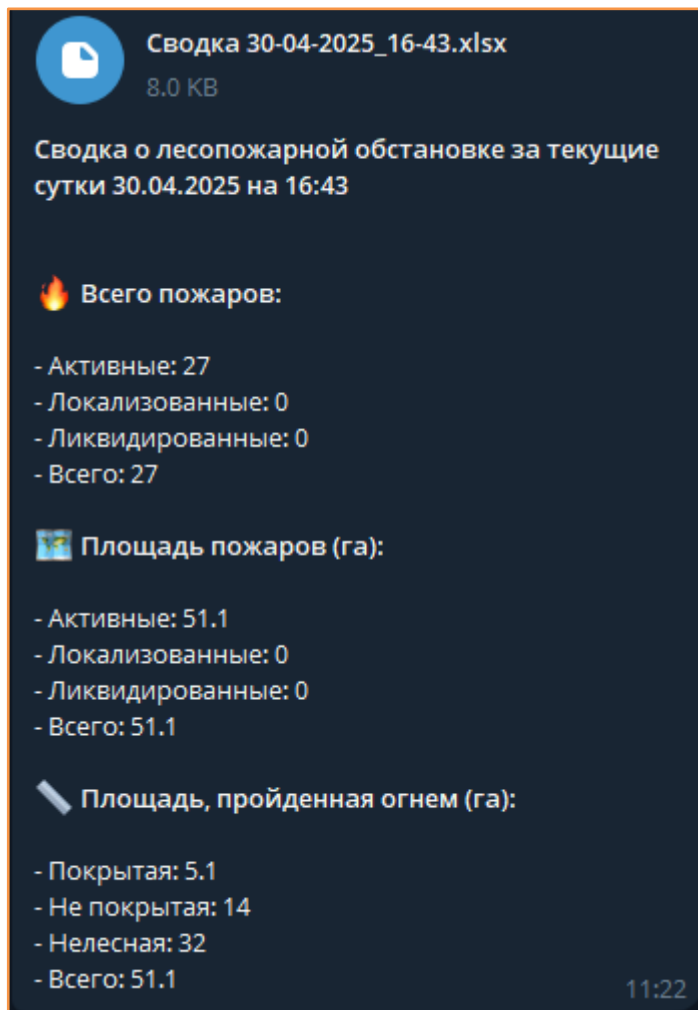 Сводка 30-04-2025_16-43.xlsx
8.0 KB
Сводка о лесопожарной обстановке за текущие
сутки 30.04.2025 на 16:43
🔥 Всего пожаров:
- Активные: 27
- Локализованные: 0
- Ликвидированные: 0
- Всего: 27
🗺️ Площадь пожаров (га):
- Активные: 51.1
- Локализованные: 0
- Ликвидированные: 0
- Всего: 51.1
📏 Площадь, пройденная огнем (га):
- Покрытая: 5.1
- Не покрытая: 14
- Нелесная: 32
- Всего: 51.1
11:22